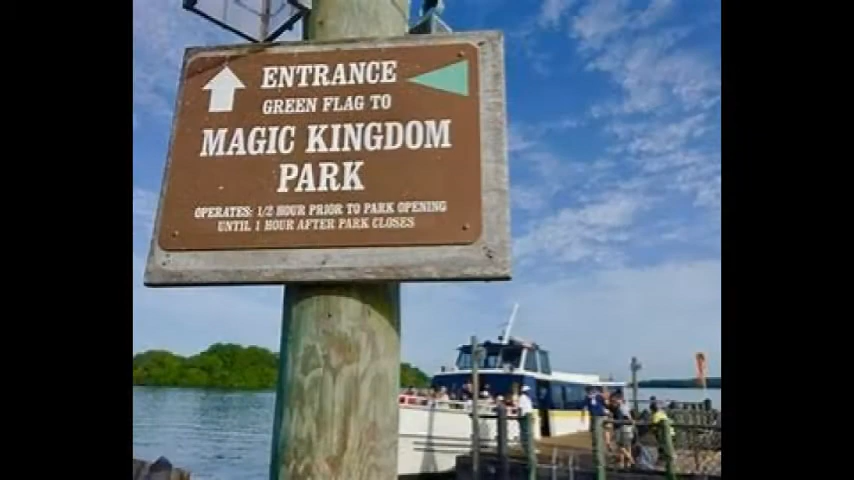 ENTRANCE
GREEN FLAG TO
MAGIC KINGDOM
PARK
OPERATES: 1/2 HOUR PRIOR TO PARK OPENING
UNTIL 1 HOUR AFTER PARK CLOSES